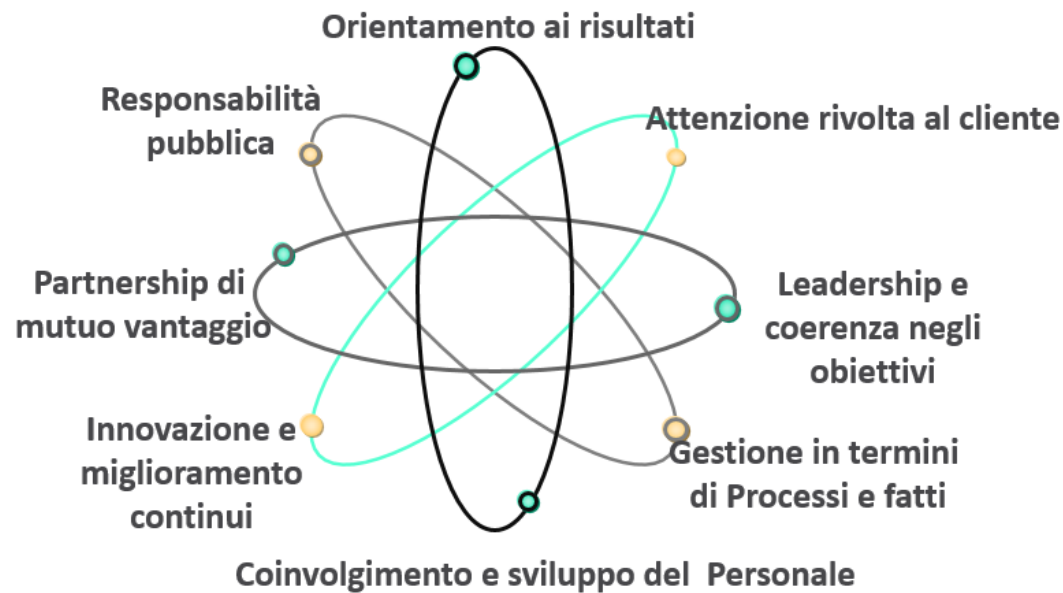 Orientamento ai risultati
Responsabilità
pubblica
Attenzione rivolta al cliente
Partnership di
mutuo vantaggio
Leadership e
coerenza negli
obiettivi
Innovazione e
miglioramento
continui
Gestione in termini
di Processi e fatti
Coinvolgimento e sviluppo del  Personale